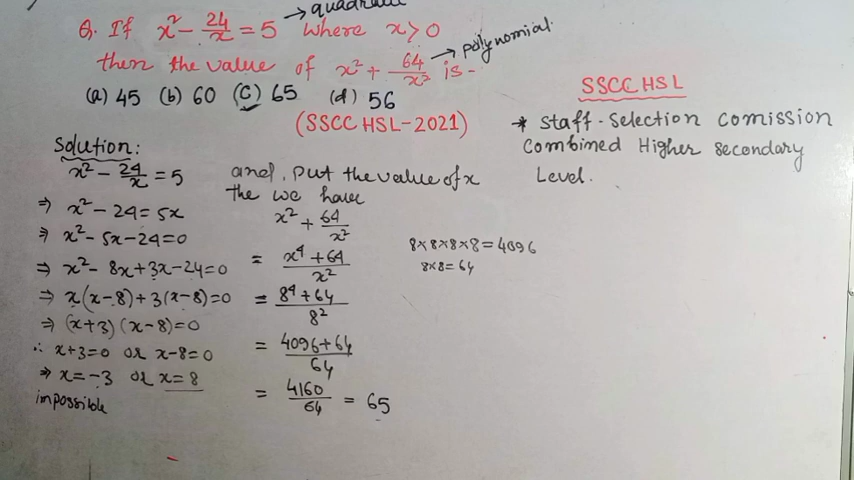 → quadratic
Q. If x² - 24/x = 5 where x > 0
→ polynomial
then the value of x² + 64/x² is -
(a) 45 (b) 60 (c) 65 (d) 56
(SSCC HSL-2021)
SSCC HSL
* Staff-Selection Comission
Combined Higher Secondary
Level.
Solution:
x² - 24/x = 5
⇒ x² - 24 = 5x
⇒ x² - 5x - 24 = 0
⇒ x² - 8x + 3x - 24 = 0
⇒ x(x-8) + 3(x-8) = 0
⇒ (x+3) (x-8) = 0
∴ x+3=0 or x-8=0
⇒ x = -3 or x = 8
impossible
and, put the value of x
the we have
x² + 64/x²
= x⁴ + 64/x²
= 8⁴ + 64/8²
= 4096 + 64/64
= 4160/64 = 65
8×8×8×8 = 4096
8×8 = 64